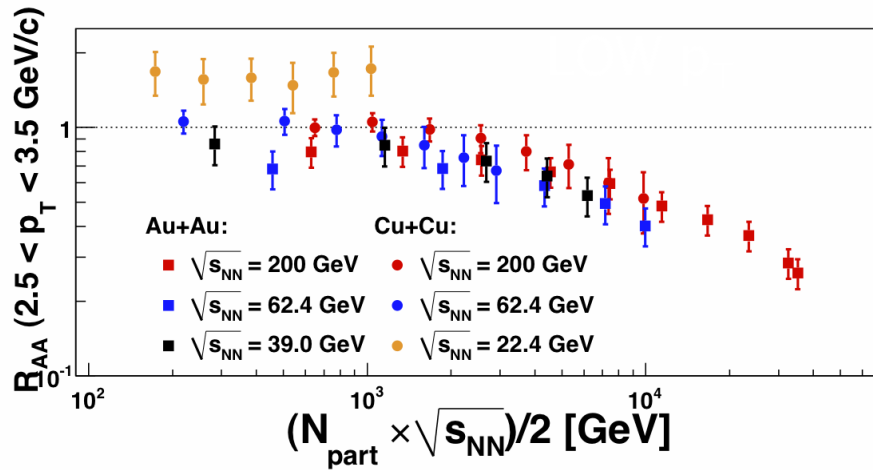 R_AA (2.5 < p_T < 3.5 GeV/c)
1
10^-1
Au+Au: Cu+Cu:
√s_NN = 200 GeV √s_NN = 200 GeV
√s_NN = 62.4 GeV √s_NN = 62.4 GeV
√s_NN = 39.0 GeV √s_NN = 22.4 GeV
10^2 10^3 10^4
(N_part × √s_NN)/2 [GeV]